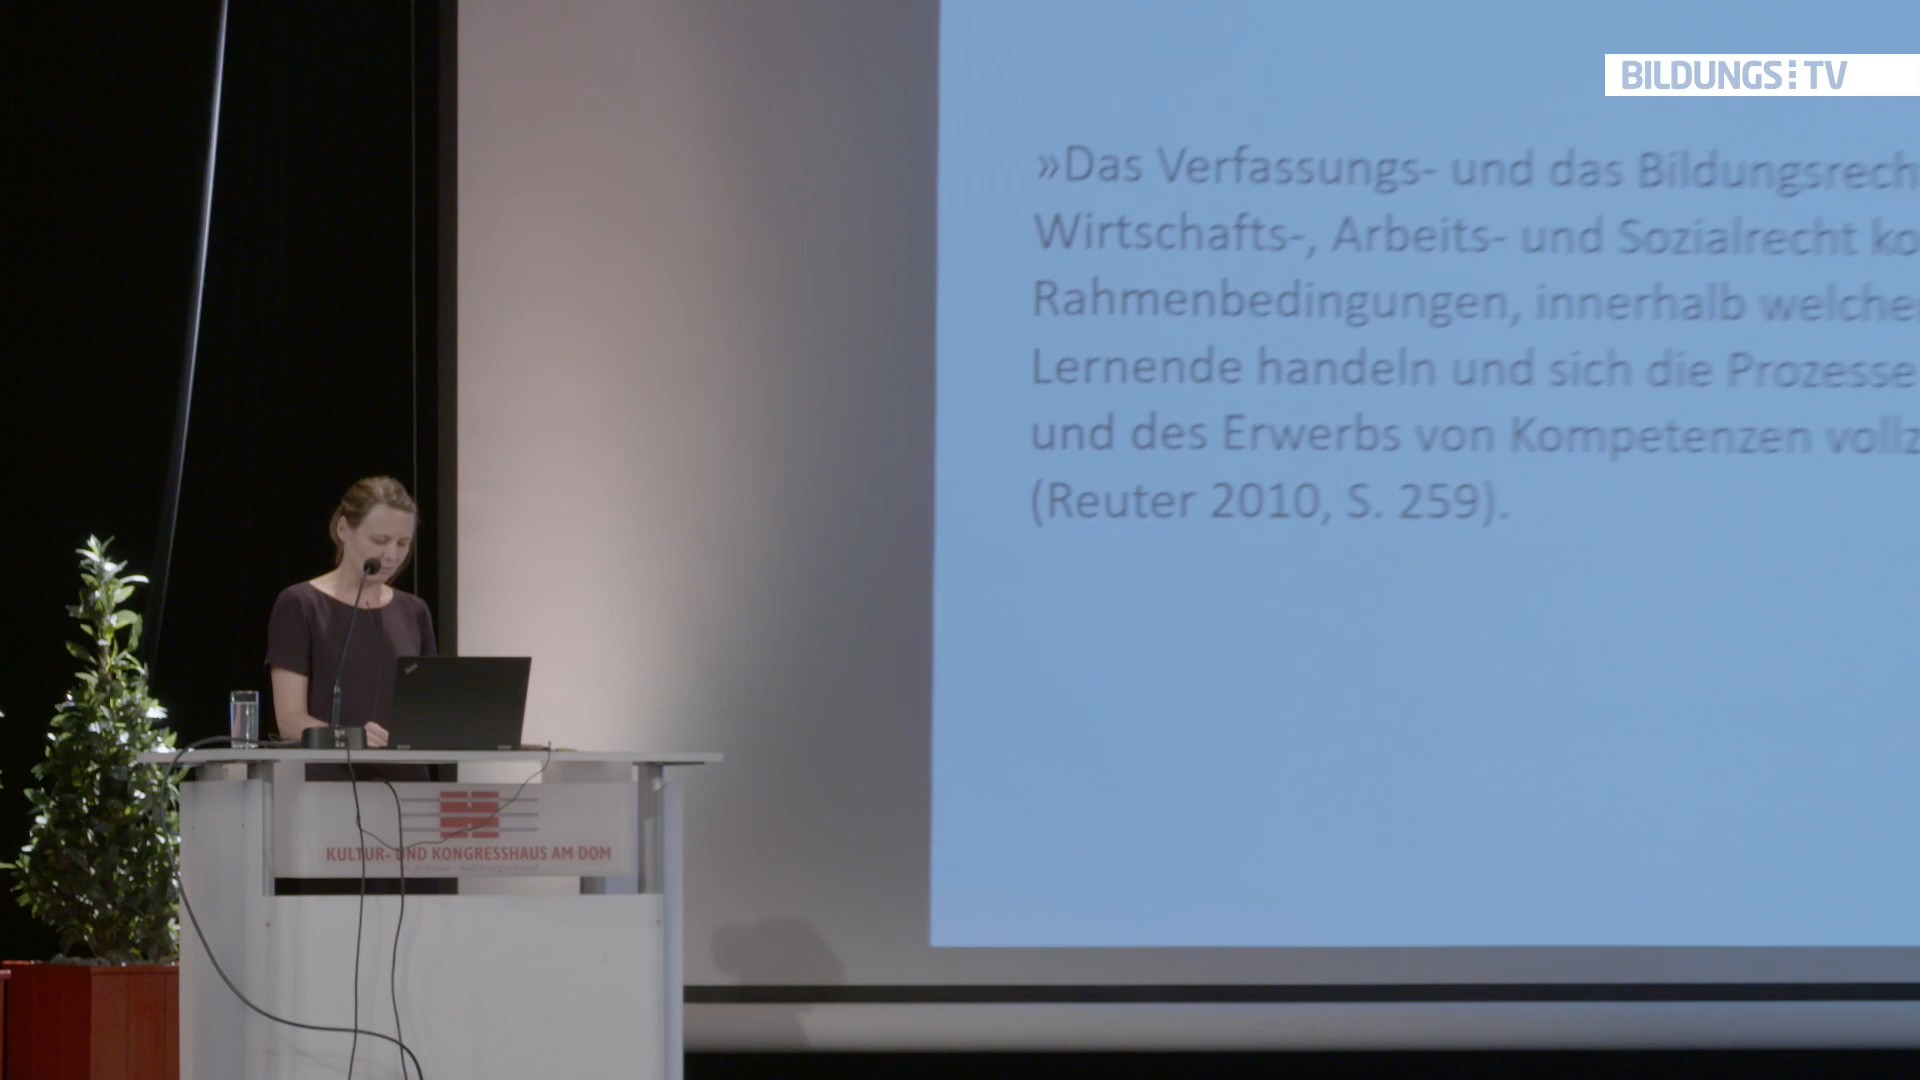 BILDUNGS:TV
»Das Verfassungs- und das Bildungsrech
Wirtschafts-, Arbeits- und Sozialrecht ko
Rahmenbedingungen, innerhalb welche
Lernende handeln und sich die Prozesse
und des Erwerbs von Kompetenzen vollz
(Reuter 2010, S. 259).
KULTUR- UND KONGRESSHAUS AM DOM